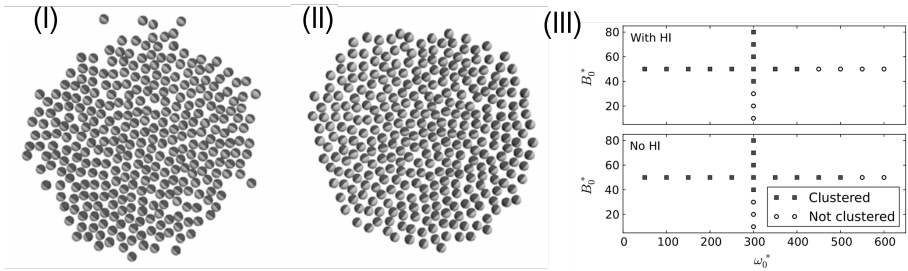 (I)
(II)
(III)
With HI
80
60
40
20
B₀*
No HI
80
60
40
20
B₀*
Clustered
Not clustered
0 100 200 300 400 500 600
ω₀*